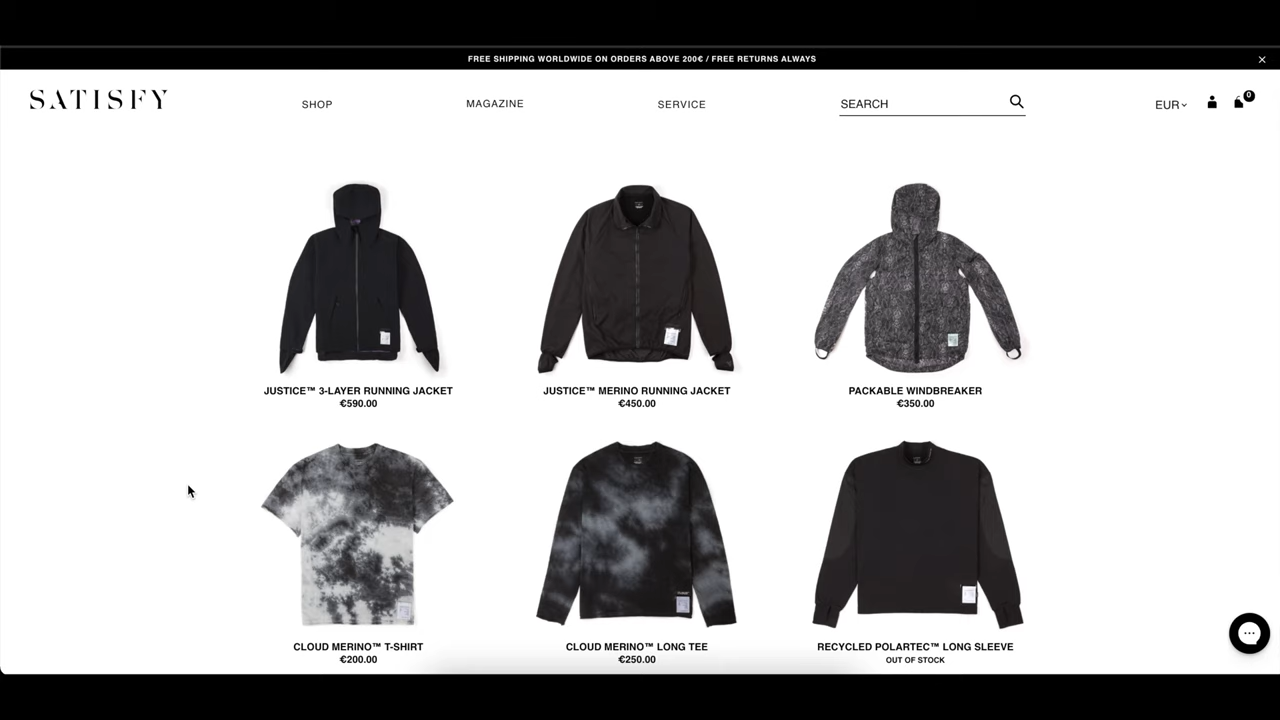 FREE SHIPPING WORLDWIDE ON ORDERS ABOVE 200€ / FREE RETURNS ALWAYS
SATISFY
SHOP
MAGAZINE
SERVICE
SEARCH
EUR
0
JUSTICE™ 3-LAYER RUNNING JACKET
€590.00
JUSTICE™ MERINO RUNNING JACKET
€450.00
PACKABLE WINDBREAKER
€350.00
CLOUD MERINO™ T-SHIRT
€200.00
CLOUD MERINO™ LONG TEE
€250.00
RECYCLED POLARTEC™ LONG SLEEVE
OUT OF STOCK